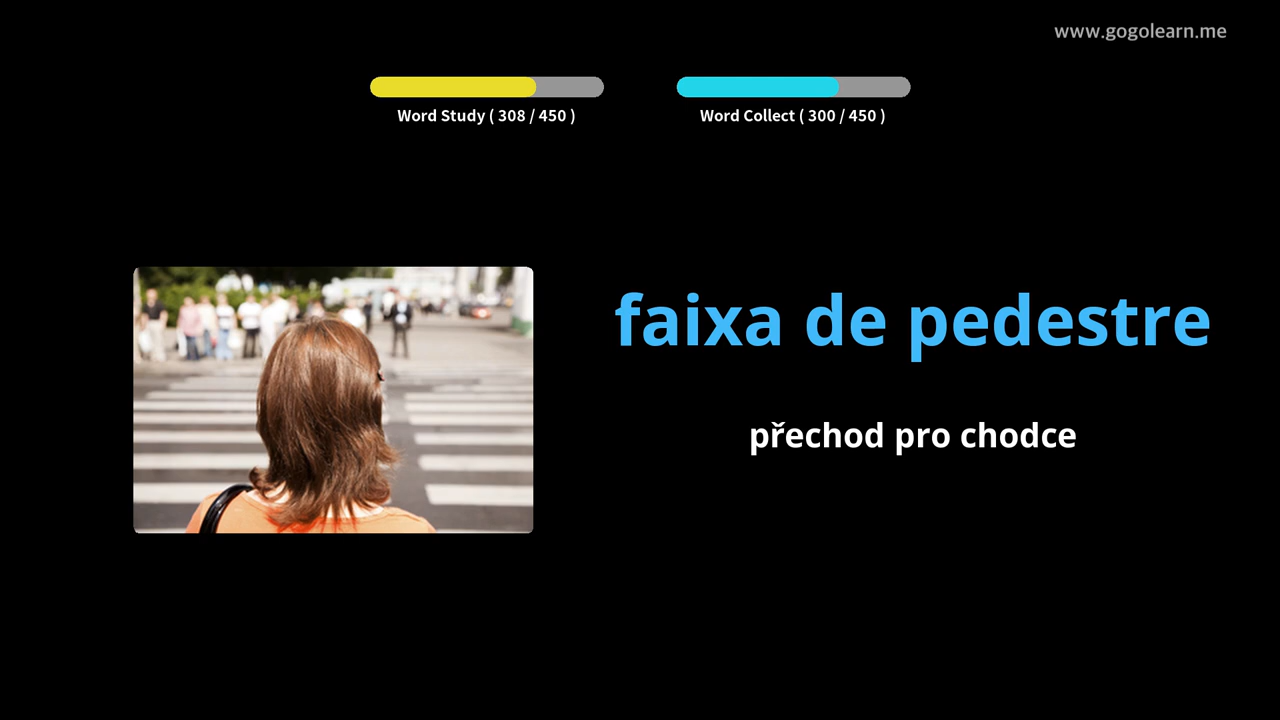 www.gogolearn.me
Word Study ( 308 / 450 )
Word Collect ( 300 / 450 )
faixa de pedestre
přechod pro chodce